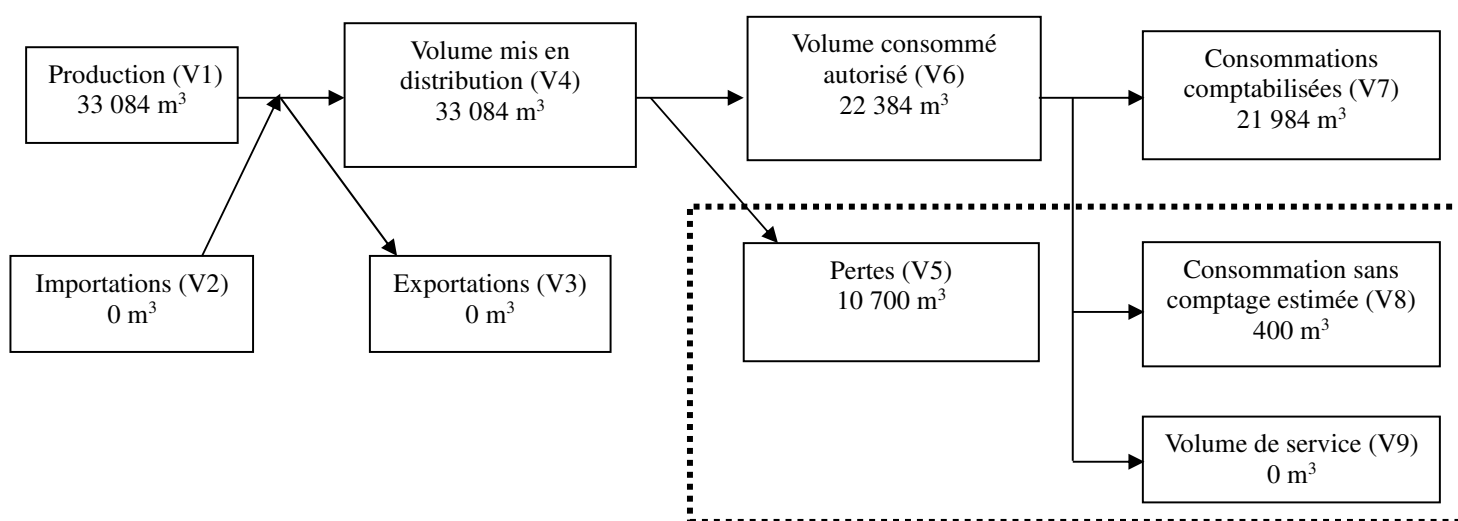 Production (V1)
33 084 m³
Volume mis en
distribution (V4)
33 084 m³
Volume consommé
autorisé (V6)
22 384 m³
Consommations
comptabilisées (V7)
21 984 m³
Importations (V2)
0 m³
Exportations (V3)
0 m³
Pertes (V5)
10 700 m³
Consommation sans
comptage estimée (V8)
400 m³
Volume de service (V9)
0 m³